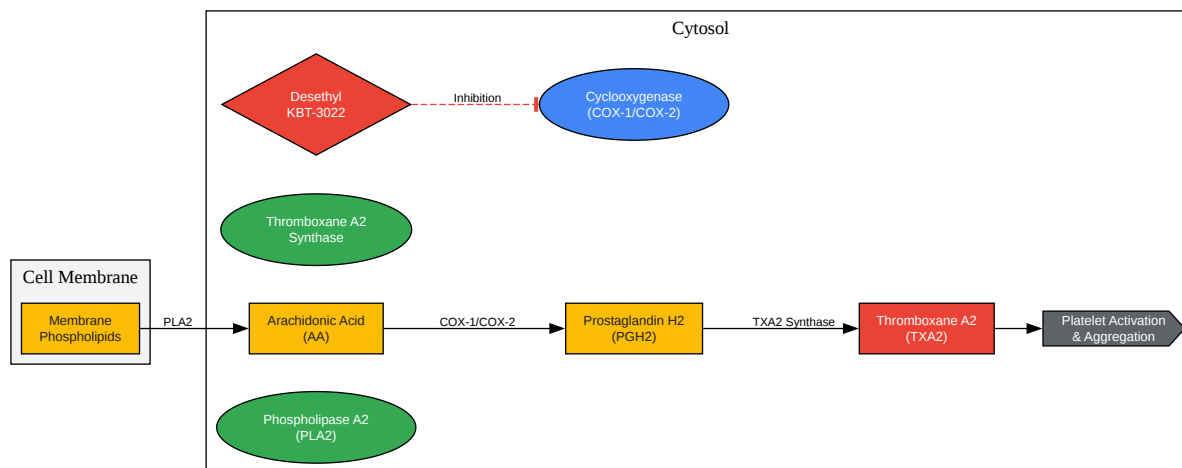 Cytosol
Desethyl
KBT-3022
Inhibition
Cyclooxygenase
(COX-1/COX-2)
Thromboxane A2
Synthase
Cell Membrane
Membrane
Phospholipids
PLA2
Arachidonic Acid
(AA)
COX-1/COX-2
Prostaglandin H2
(PGH2)
TXA2 Synthase
Thromboxane A2
(TXA2)
Platelet Activation
& Aggregation
Phospholipase A2
(PLA2)